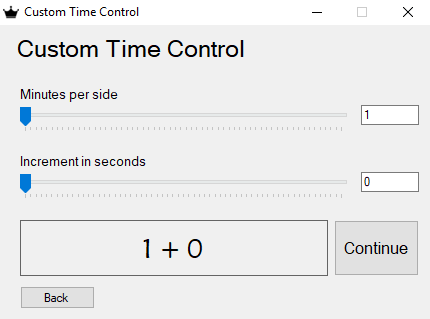 Custom Time Control
Custom Time Control
Minutes per side
1
Increment in seconds
0
1 + 0
Continue
Back